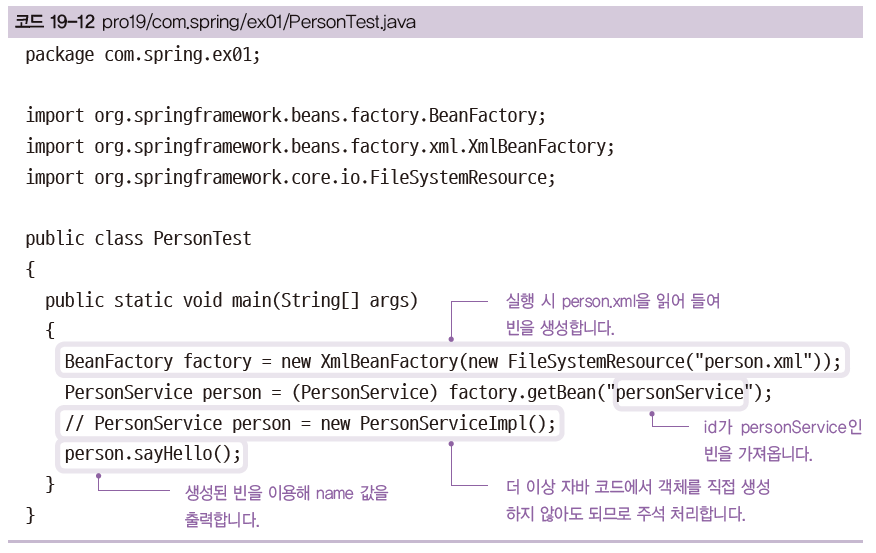 코드 19-12 pro19/com.spring/ex01/PersonTest.java
package com.spring.ex01;
import org.springframework.beans.factory.BeanFactory;
import org.springframework.beans.factory.xml.XmlBeanFactory;
import org.springframework.core.io.FileSystemResource;
public class PersonTest
{
public static void main(String[] args)
실행 시 person.xml을 읽어 들여
{
빈을 생성합니다.
BeanFactory factory = new XmlBeanFactory(new FileSystemResource("person.xml"));
PersonService person = (PersonService) factory.getBean("personService");
// PersonService person = new PersonServiceImpl();
id가 personService인
person.sayHello();
빈을 가져옵니다.
}
생성된 빈을 이용해 name 값을
출력합니다.
더 이상 자바 코드에서 객체를 직접 생성
하지 않아도 되므로 주석 처리합니다.
}